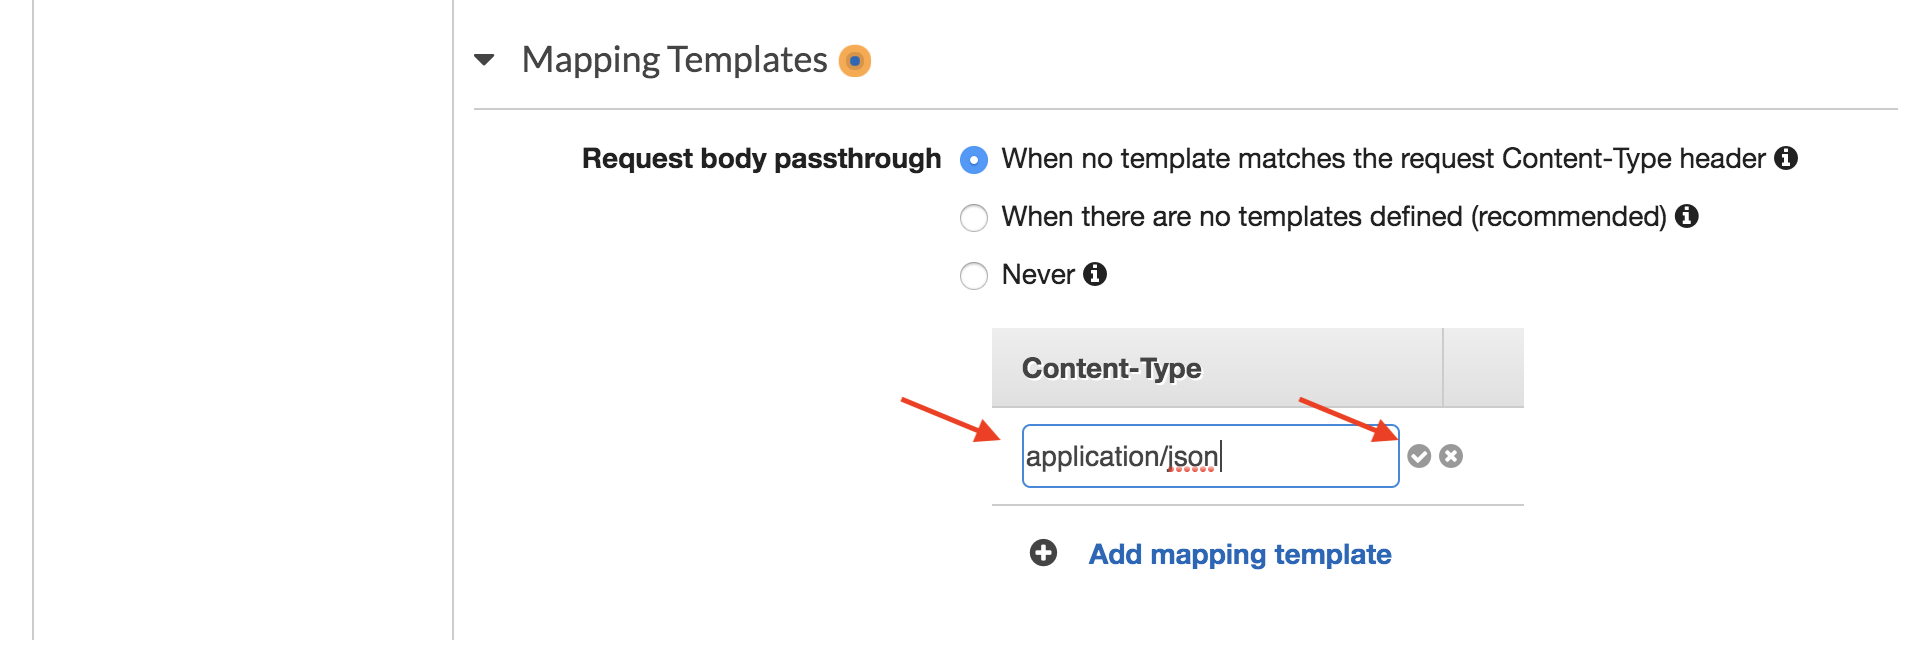 Mapping Templates
Request body passthrough
When no template matches the request Content-Type header
When there are no templates defined (recommended)
Never
Content-Type
application/json
Add mapping template